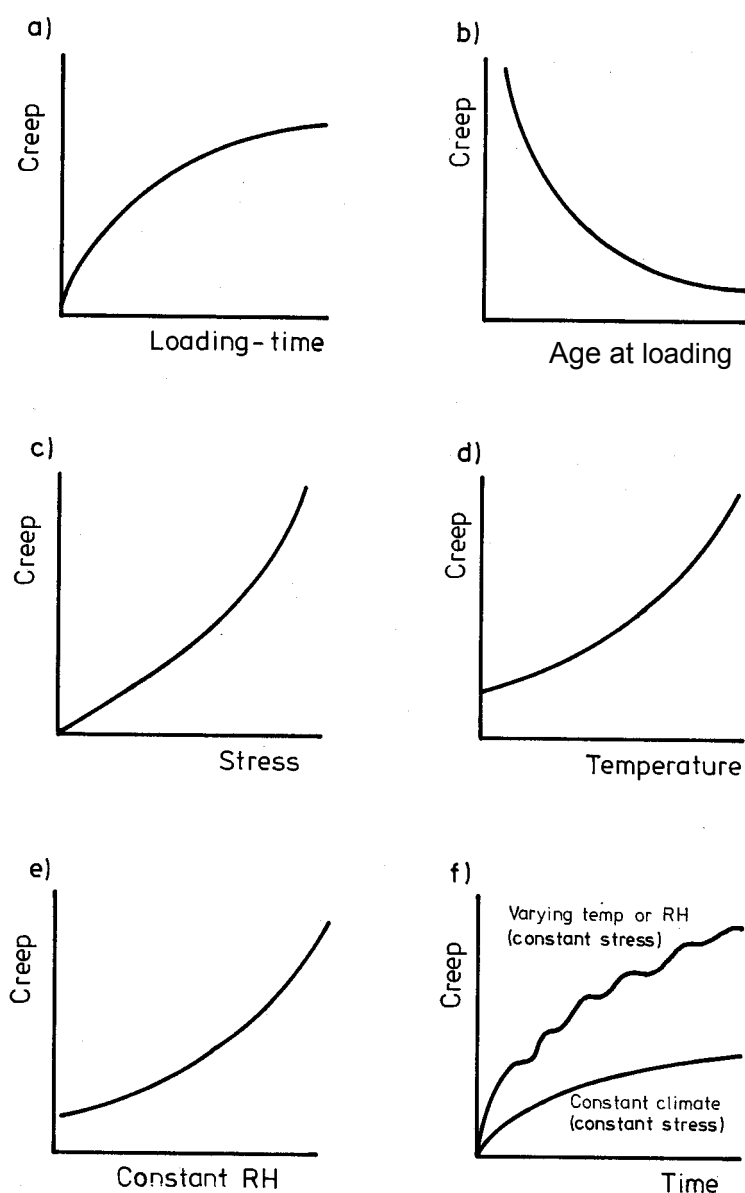 a)
Creep
Loading-time
b)
Creep
Age at loading
c)
Creep
Stress
d)
Creep
Temperature
e)
Creep
Constant RH
f)
Creep
Varying temp or RH
(constant stress)
Constant climate
(constant stress)
Time